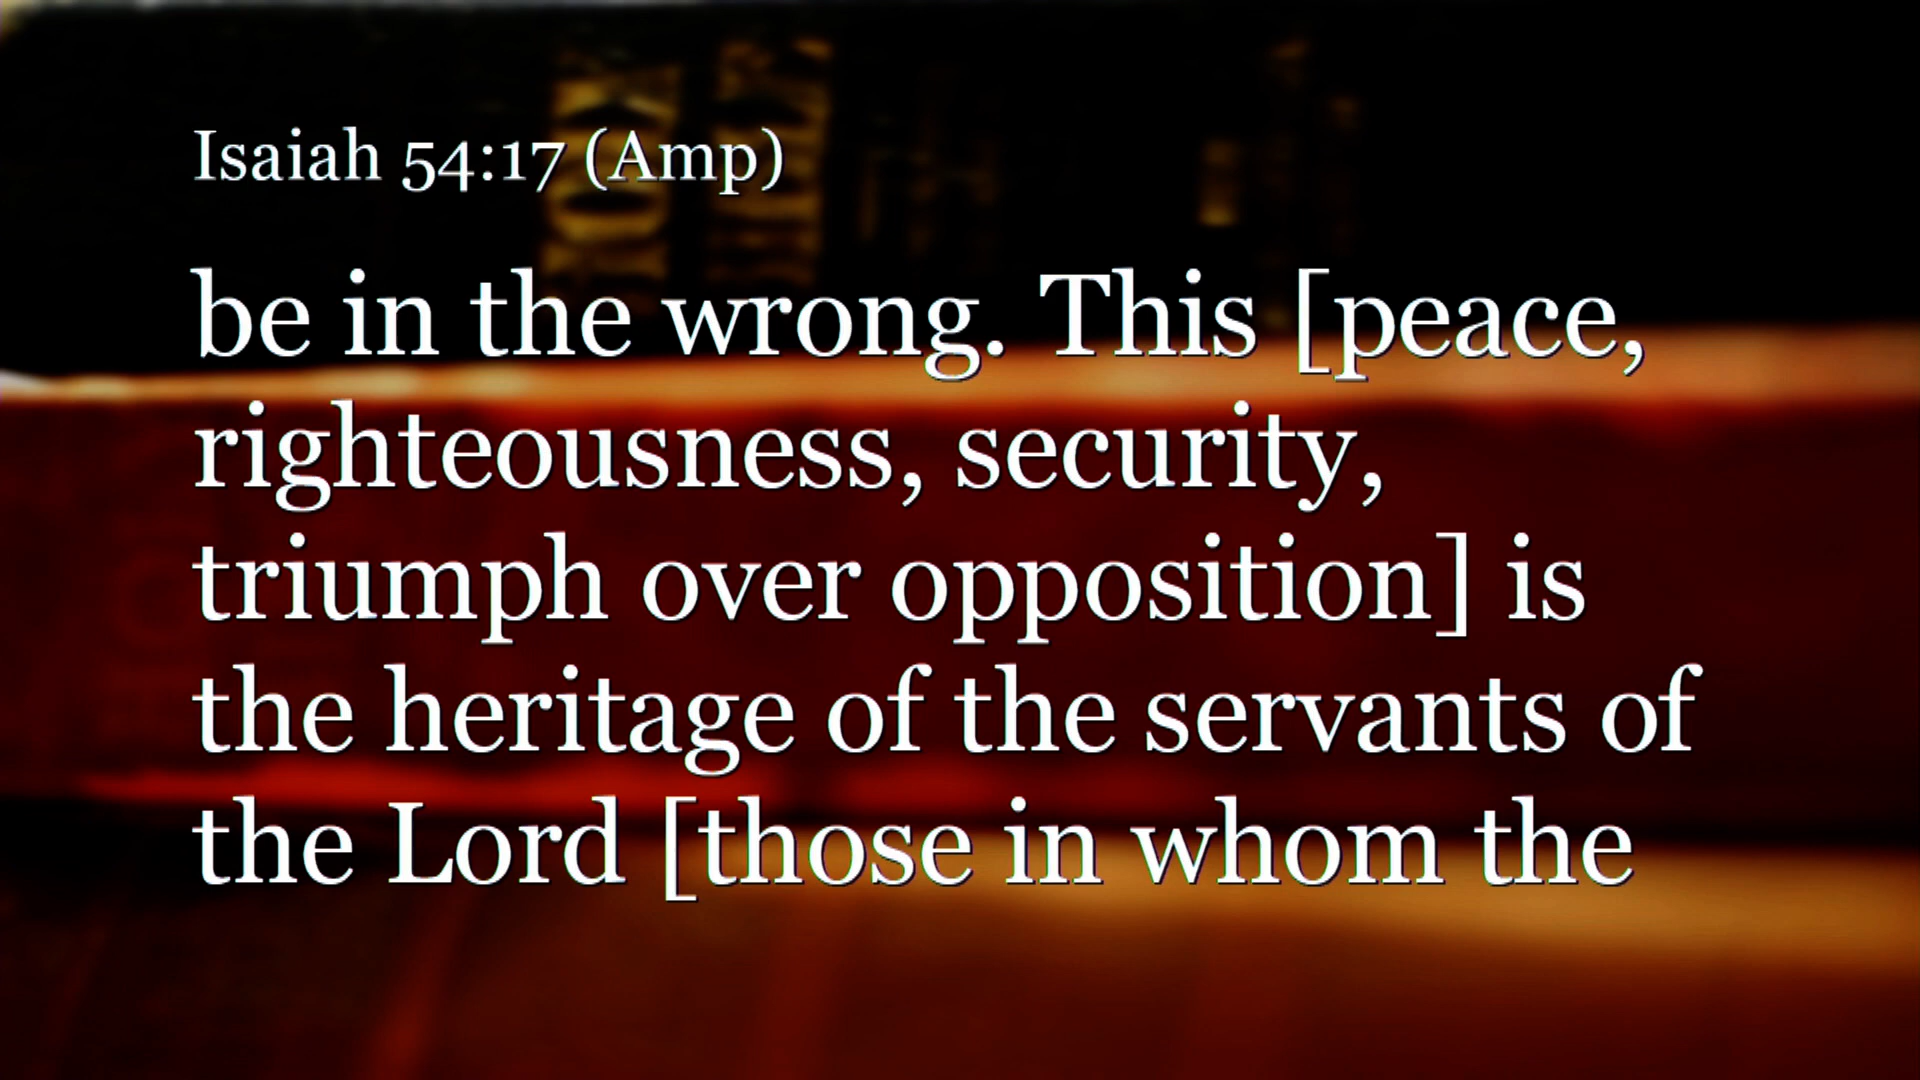 Isaiah 54:17 (Amp)
be in the wrong. This [peace,
righteousness, security,
triumph over opposition] is
the heritage of the servants of
the Lord [those in whom the